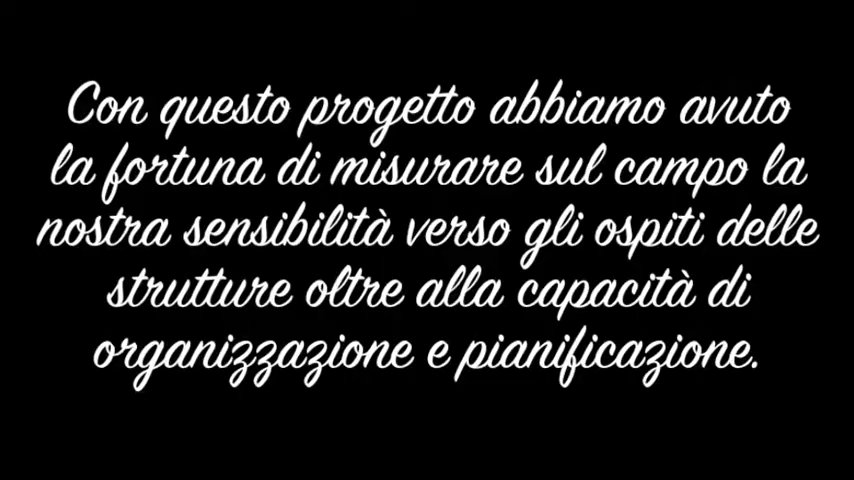 Con questo progetto abbiamo avuto
la fortuna di misurare sul campo la
nostra sensibilità verso gli ospiti delle
strutture oltre alla capacità di
organizzazione e pianificazione.